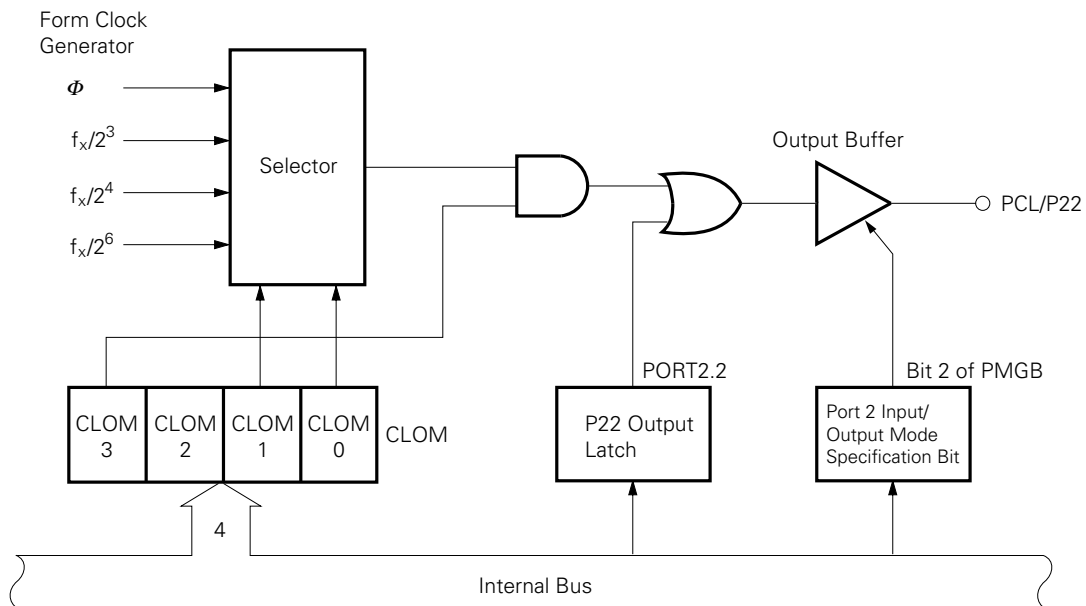 Form Clock
Generator
Φ
fx/2³
fx/2⁴
fx/2⁶
Selector
Output Buffer
PCL/P22
PORT2.2
Bit 2 of PMGB
CLOM
3
CLOM
2
CLOM
1
CLOM
0
CLOM
P22 Output
Latch
Port 2 Input/
Output Mode
Specification Bit
4
Internal Bus